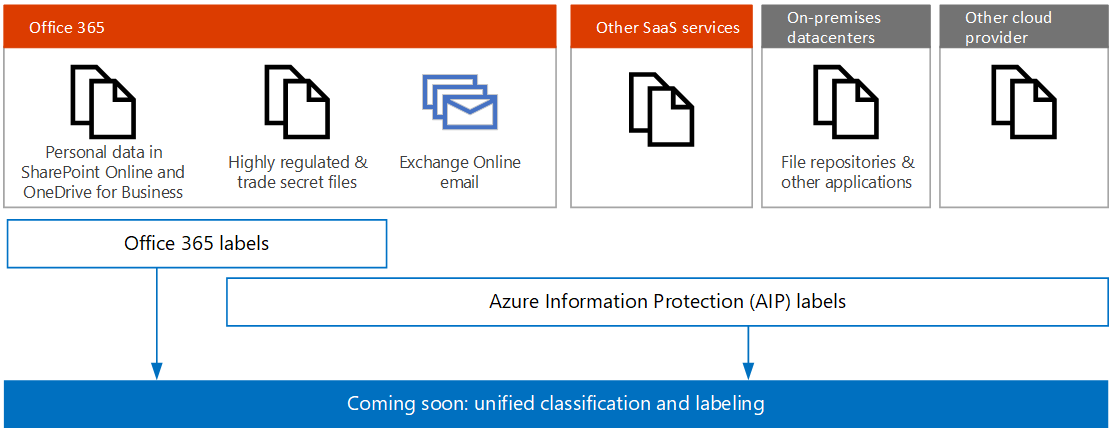 Office 365
Personal data in
SharePoint Online and
OneDrive for Business
Highly regulated &
trade secret files
Exchange Online
email
Other SaaS services
On-premises
datacenters
File repositories &
other applications
Other cloud
provider
Office 365 labels
Azure Information Protection (AIP) labels
Coming soon: unified classification and labeling